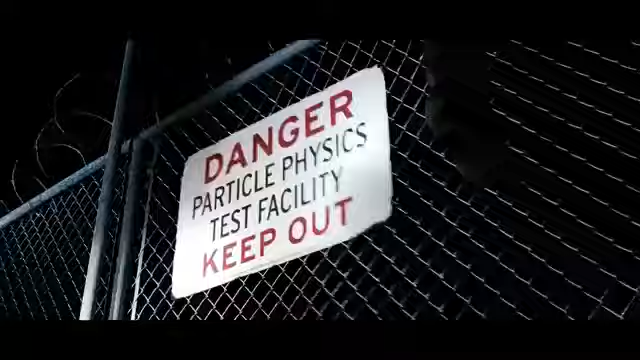 DANGER
PARTICLE PHYSICS
TEST FACILITY
KEEP OUT